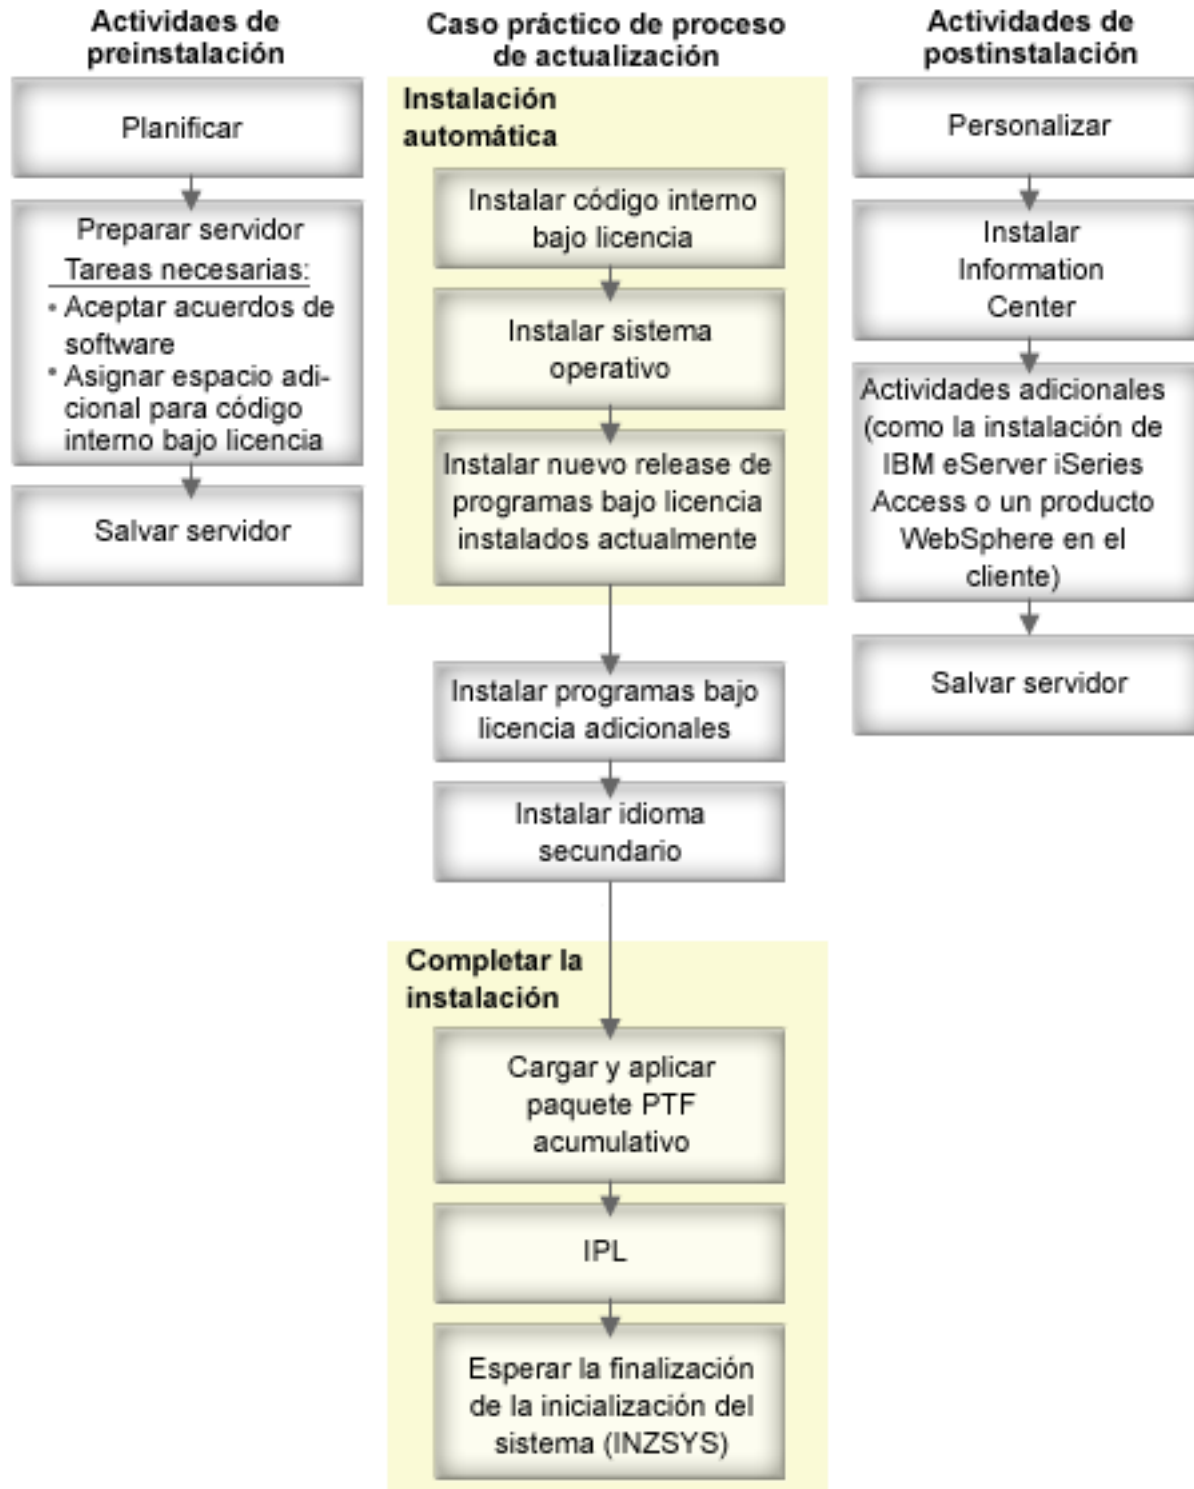 Actividaes de
preinstalación
Planificar
Preparar servidor
Tareas necesarias:
• Aceptar acuerdos de
software
• Asignar espacio adi-
cional para código
interno bajo licencia
Salvar servidor
Caso práctico de proceso
de actualización
Instalación
automática
Instalar código interno
bajo licencia
Instalar sistema
operativo
Instalar nuevo release de
programas bajo licencia
instalados actualmente
Instalar programas bajo
licencia adicionales
Instalar idioma
secundario
Completar la
instalación
Cargar y aplicar
paquete PTF
acumulativo
IPL
Esperar la finalización
de la inicialización del
sistema (INZSYS)
Actividades de
postinstalación
Personalizar
Instalar
Information
Center
Actividades adicionales
(como la instalación de
IBM eServer iSeries
Access o un producto
WebSphere en el
cliente)
Salvar servidor